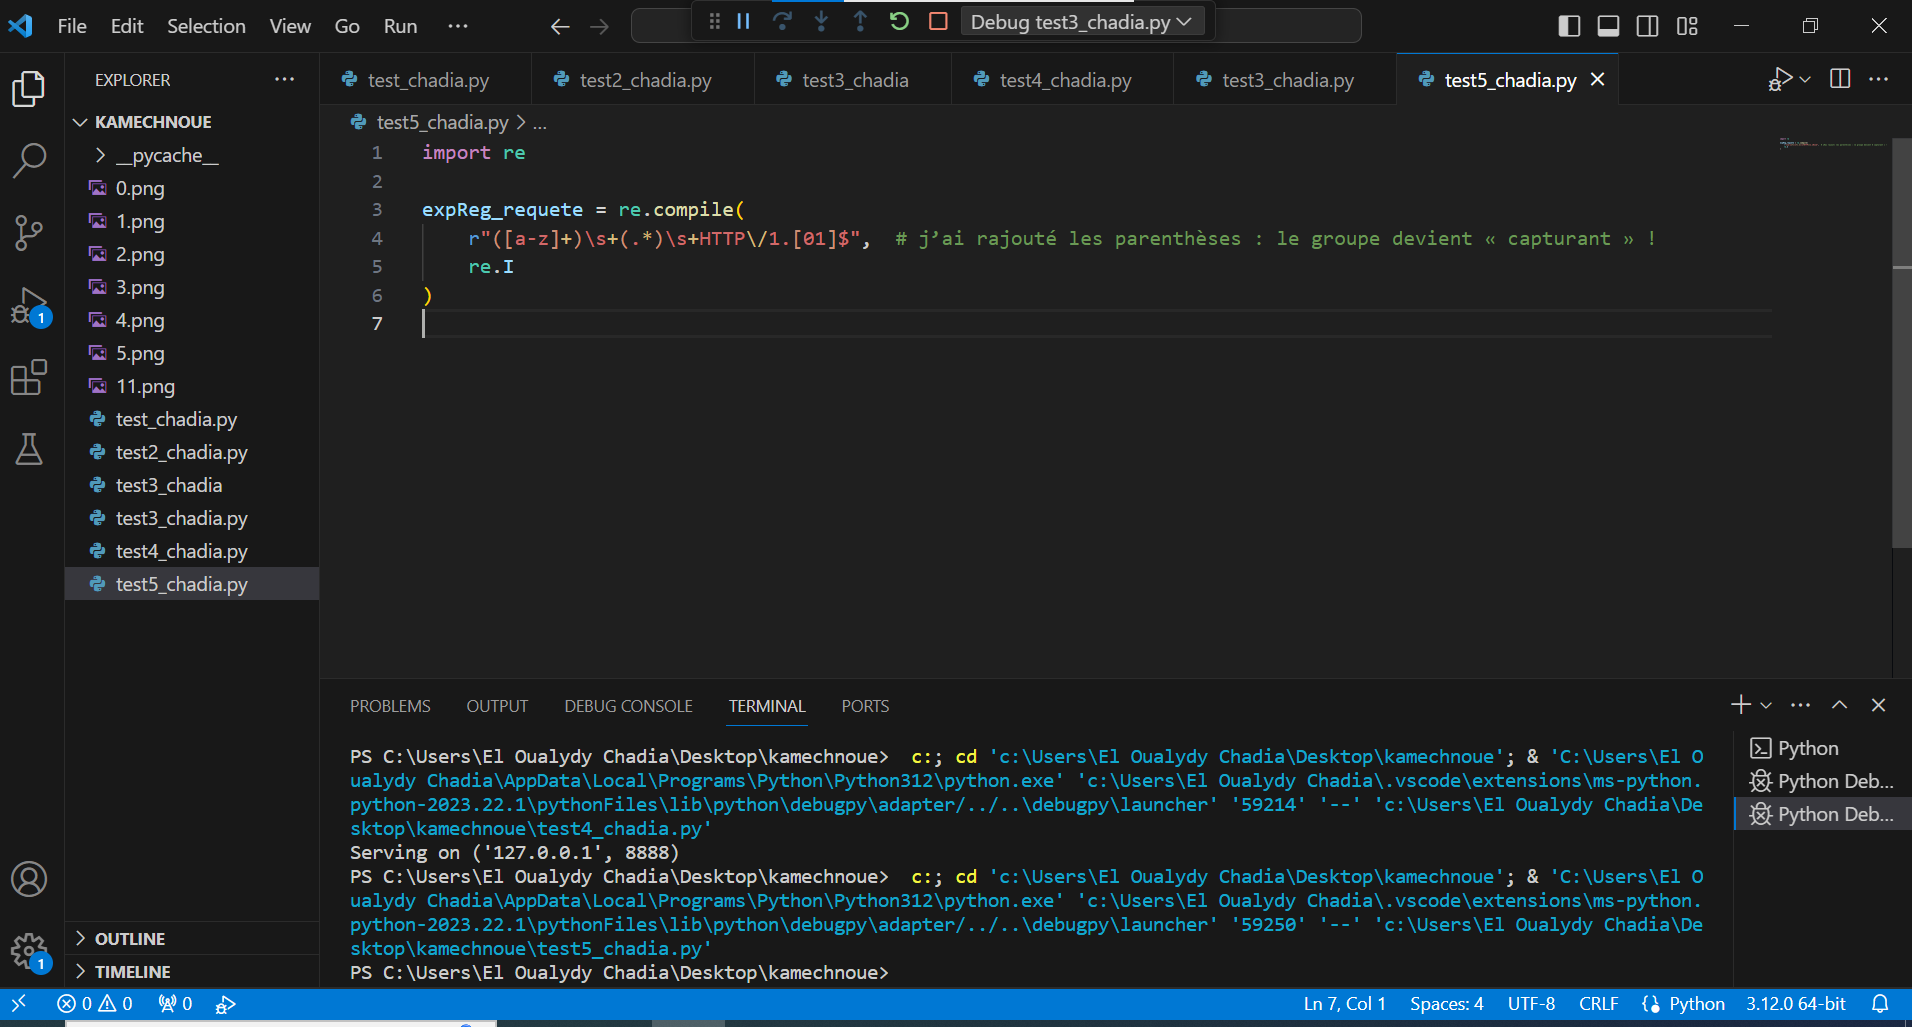 File Edit Selection View Go Run ···
Debug test3_chadia.py
EXPLORER ···
test_chadia.py test2_chadia.py test3_chadia test4_chadia.py test3_chadia.py test5_chadia.py
KAMECHNOUE
__pycache__
0.png
1.png
2.png
3.png
4.png
5.png
11.png
test_chadia.py
test2_chadia.py
test3_chadia
test3_chadia.py
test4_chadia.py
test5_chadia.py
OUTLINE
TIMELINE
1
1
test5_chadia.py > ...
1 import re
2
3 expReg_requete = re.compile(
4 r"([a-z]+)\s+(.*)\s+HTTP\/1.[01]$", # j’ai rajouté les parenthèses : le groupe devient « capturant » !
5 re.I
6 )
7
PROBLEMS OUTPUT DEBUG CONSOLE TERMINAL PORTS
PS C:\Users\El Oualydy Chadia\Desktop\kamechnoue> c:; cd 'c:\Users\El Oualydy Chadia\Desktop\kamechnoue'; & 'C:\Users\El O
ualydy Chadia\AppData\Local\Programs\Python\Python312\python.exe' 'c:\Users\El Oualydy Chadia\.vscode\extensions\ms-python.
python-2023.22.1\pythonFiles\lib\python\debugpy\adapter/../..\debugpy\launcher' '59214' '--' 'c:\Users\El Oualydy Chadia\De
sktop\kamechnoue\test4_chadia.py'
Serving on ('127.0.0.1', 8888)
PS C:\Users\El Oualydy Chadia\Desktop\kamechnoue> c:; cd 'c:\Users\El Oualydy Chadia\Desktop\kamechnoue'; & 'C:\Users\El O
ualydy Chadia\AppData\Local\Programs\Python\Python312\python.exe' 'c:\Users\El Oualydy Chadia\.vscode\extensions\ms-python.
python-2023.22.1\pythonFiles\lib\python\debugpy\adapter/../..\debugpy\launcher' '59250' '--' 'c:\Users\El Oualydy Chadia\De
sktop\kamechnoue\test5_chadia.py'
PS C:\Users\El Oualydy Chadia\Desktop\kamechnoue>
Python
Python Deb...
Python Deb...
0 0 0
Ln 7, Col 1 Spaces: 4 UTF-8 CRLF Python 3.12.0 64-bit